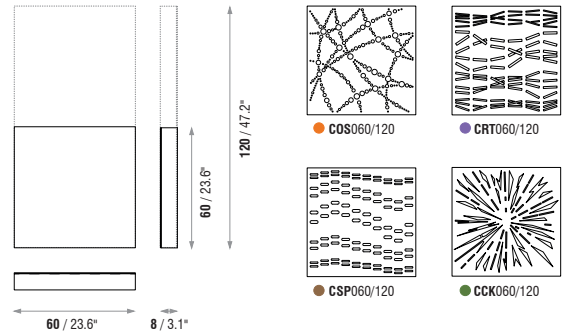 120 / 47.2"
60 / 23.6"
60 / 23.6"
8 / 3.1"
COS060/120
CRT060/120
CSP060/120
CCK060/120